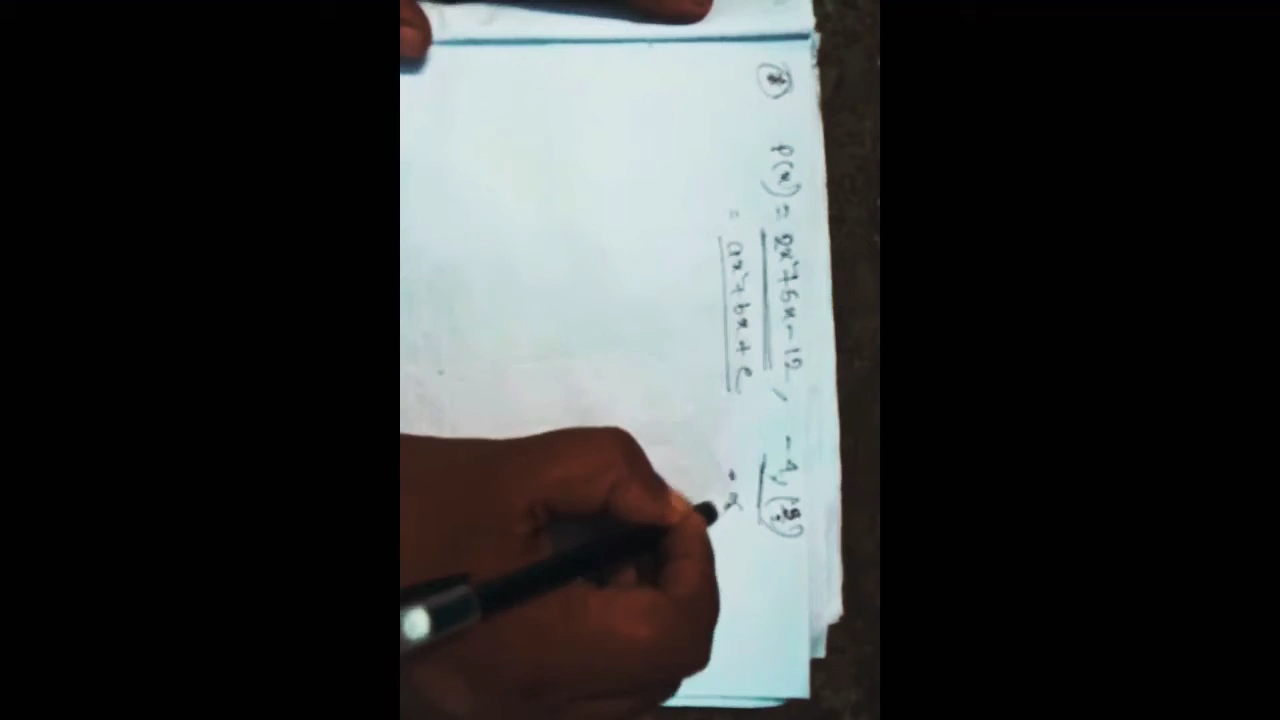 P(x) = 2x²+5x-12, -4, (3/2)
= ax²+bx+c